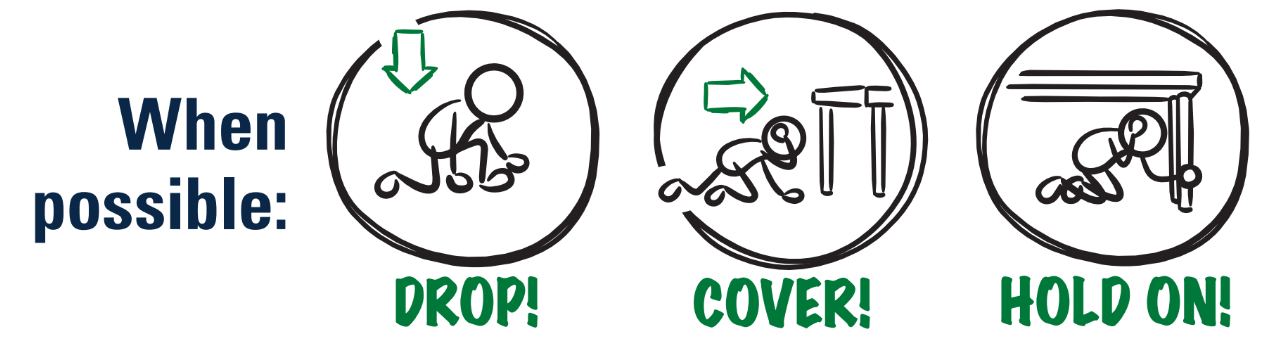 When
possible:
DROP!
COVER!
HOLD ON!